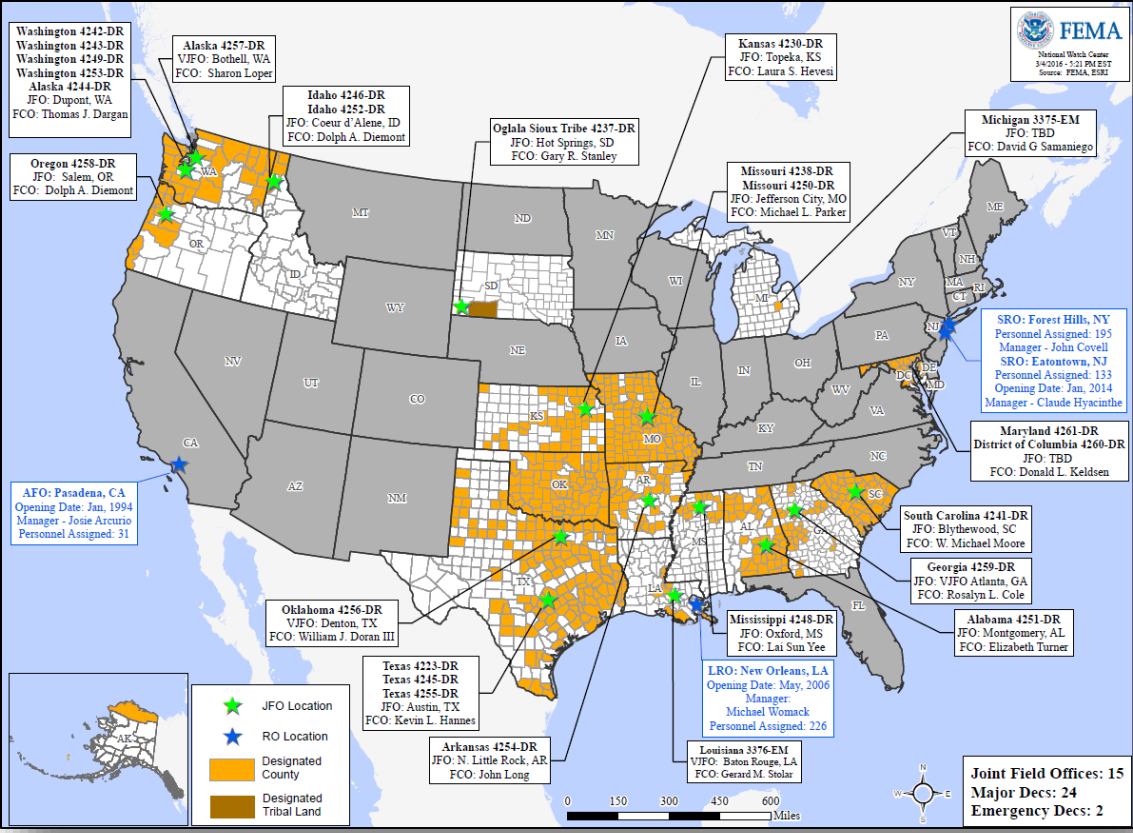 Washington 4242-DR
Washington 4243-DR
Washington 4249-DR
Washington 4253-DR
Alaska 4244-DR
JFO: Dupont, WA
FCO: Thomas J. Dargan
Alaska 4257-DR
VJFO: Bothell, WA
FCO: Sharon Loper
Idaho 4246-DR
Idaho 4252-DR
JFO: Coeur d'Alene, ID
FCO: Dolph A. Diemont
Oregon 4258-DR
JFO: Salem, OR
FCO: Dolph A. Diemont
Oglala Sioux Tribe 4237-DR
JFO: Hot Springs, SD
FCO: Gary R. Stanley
Kansas 4230-DR
JFO: Topeka, KS
FCO: Laura S. Hevesi
Missouri 4238-DR
Missouri 4250-DR
JFO: Jefferson City, MO
FCO: Michael L. Parker
Michigan 3375-EM
JFO: TBD
FCO: David G Samaniego
FEMA
National Watch Center
3/4/2016 - 5:21 PM EST
Source: FEMA, ESRI
WA
MT
ND
MN
ME
VT
NH
OR
ID
SD
WI
MI
NY
MA
RI
CT
WY
IA
PA
NJ
NV
UT
NE
IL
IN
OH
DE
DC
MD
WV
CO
KS
MO
KY
VA
CA
AZ
NM
OK
AR
TN
NC
SC
TX
LA
MS
AL
GA
FL
AK
SRO: Forest Hills, NY
Personnel Assigned: 195
Manager - John Covell
SRO: Eatontown, NJ
Personnel Assigned: 133
Opening Date: Jan, 2014
Manager - Claude Hyacinthe
Maryland 4261-DR
District of Columbia 4260-DR
JFO: TBD
FCO: Donald L. Keldsen
AFO: Pasadena, CA
Opening Date: Jan, 1994
Manager - Josie Arcurio
Personnel Assigned: 31
South Carolina 4241-DR
JFO: Blythewood, SC
FCO: W. Michael Moore
Georgia 4259-DR
JFO: VJFO Atlanta, GA
FCO: Rosalyn L. Cole
Oklahoma 4256-DR
VJFO: Denton, TX
FCO: William J. Doran III
Mississippi 4248-DR
JFO: Oxford, MS
FCO: Lai Sun Yee
Alabama 4251-DR
JFO: Montgomery, AL
FCO: Elizabeth Turner
Texas 4223-DR
Texas 4245-DR
Texas 4255-DR
JFO: Austin, TX
FCO: Kevin L. Hannes
LRO: New Orleans, LA
Opening Date: May, 2006
Manager:
Michael Womack
Personnel Assigned: 226
Arkansas 4254-DR
JFO: N. Little Rock, AR
FCO: John Long
Louisiana 3376-EM
VJFO: Baton Rouge, LA
FCO: Gerard M. Stolar
JFO Location
RO Location
Designated
County
Designated
Tribal Land
0 150 300 450 600
Miles
N
W E
S
Joint Field Offices: 15
Major Decs: 24
Emergency Decs: 2